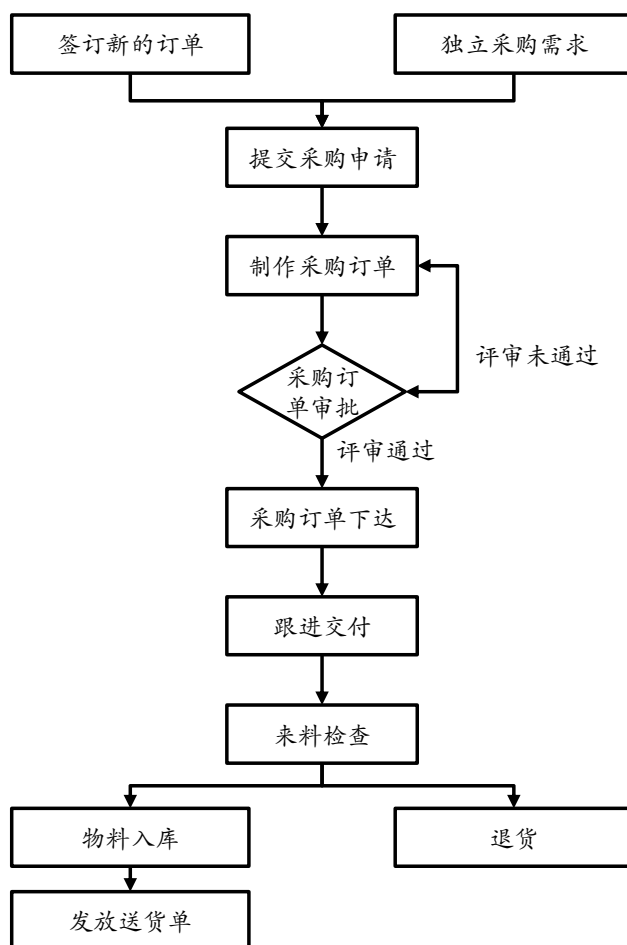 签订新的订单
独立采购需求
提交采购申请
制作采购订单
评审未通过
采购订
单审批
评审通过
采购订单下达
跟进交付
来料检查
物料入库
退货
发放送货单